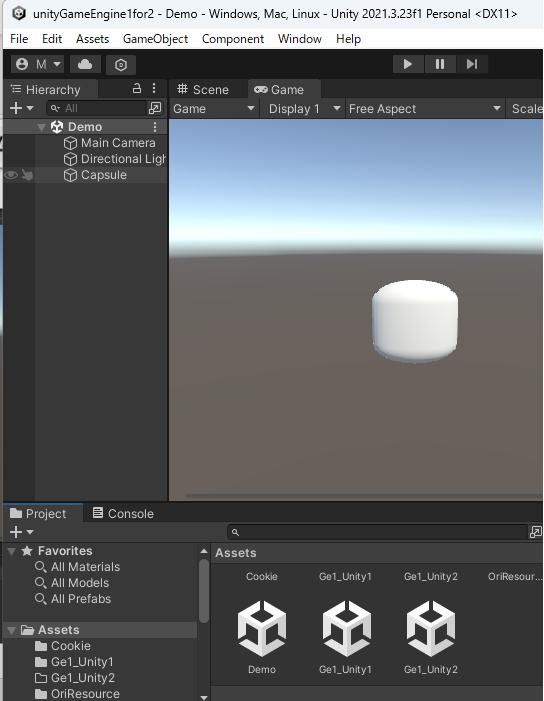 unityGameEngine1for2 - Demo - Windows, Mac, Linux - Unity 2021.3.23f1 Personal <DX11>
File Edit Assets GameObject Component Window Help
M
Hierarchy
All
Demo
Main Camera
Directional Ligh
Capsule
Scene Game
Game Display 1 Free Aspect Scale
Project Console
Favorites
All Materials
All Models
All Prefabs
Assets
Cookie
Ge1_Unity1
Ge1_Unity2
OriResource
Assets
Cookie Ge1_Unity1 Ge1_Unity2 OriResour...
Demo Ge1_Unity1 Ge1_Unity2